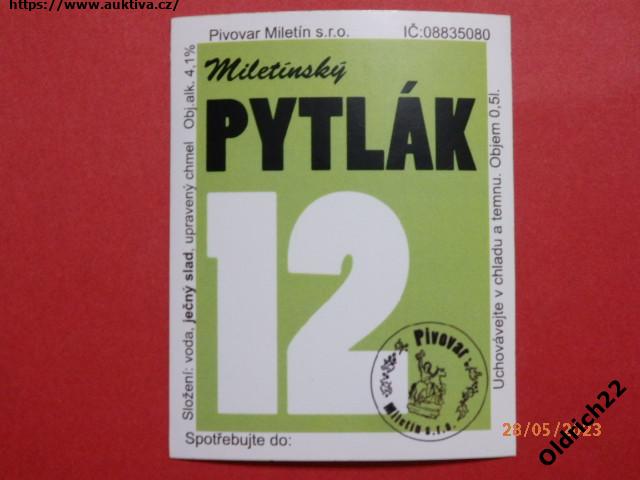 https://www.auktiva.cz/
Pivovar Miletín s.r.o. IČ:08835080
Miletínský
PYTLÁK
12
Složení: voda, ječný slad, upravený chmel Obj.alk. 4,1%
Uchovávejte v chladu a temnu. Objem 0,5l.
Pivovar
Miletín s.r.o.
Spotřebujte do:
28/05/2023
Oldrich22